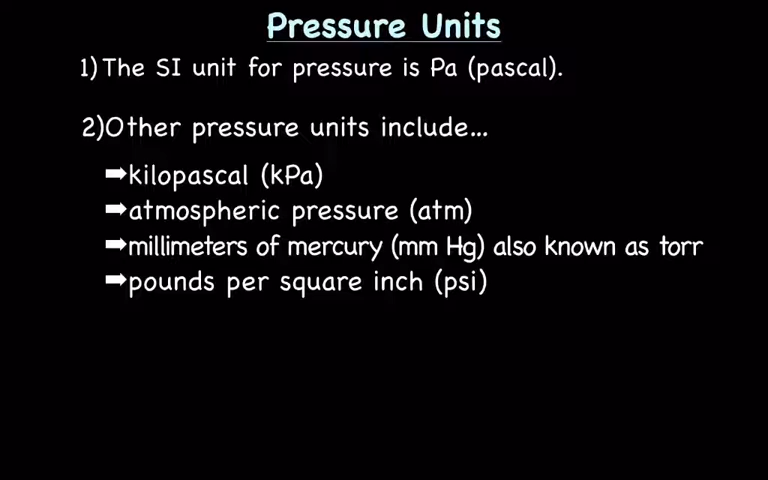 Pressure Units
1) The SI unit for pressure is Pa (pascal).
2)Other pressure units include...
➡kilopascal (kPa)
➡atmospheric pressure (atm)
➡millimeters of mercury (mm Hg) also known as torr
➡pounds per square inch (psi)